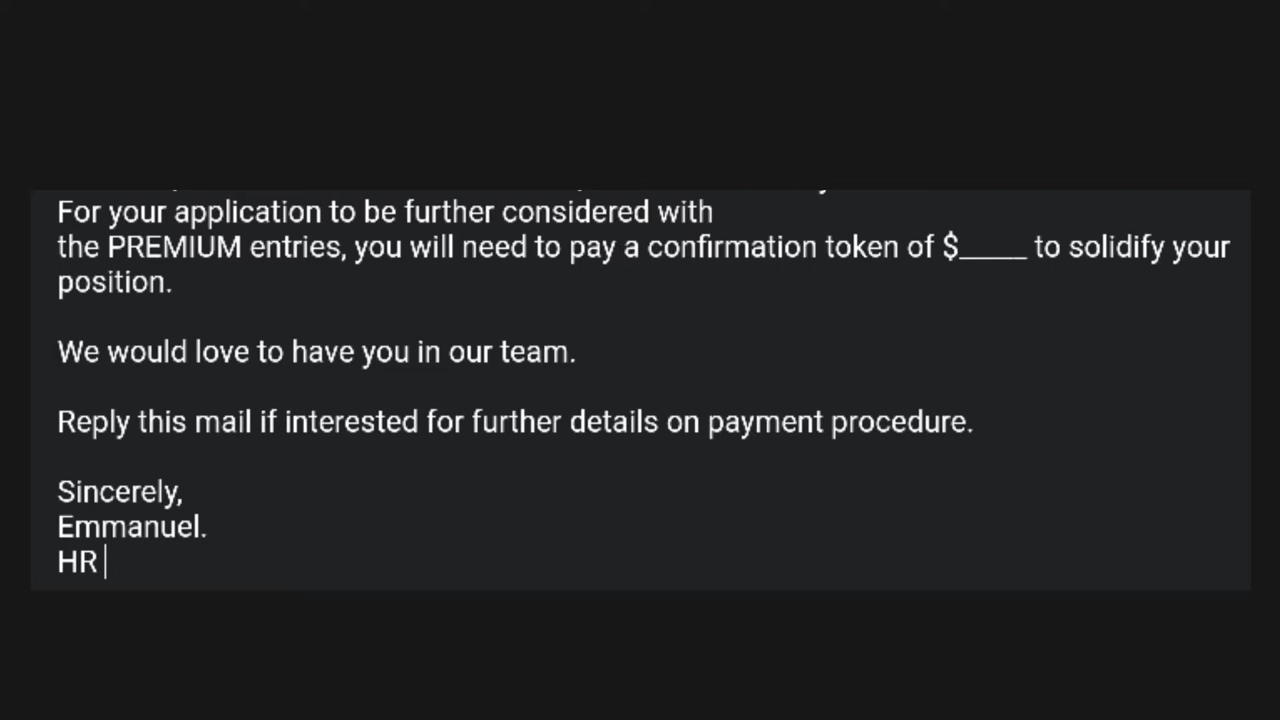 For your application to be further considered with
the PREMIUM entries, you will need to pay a confirmation token of $_____ to solidify your
position.
We would love to have you in our team.
Reply this mail if interested for further details on payment procedure.
Sincerely,
Emmanuel.
HR